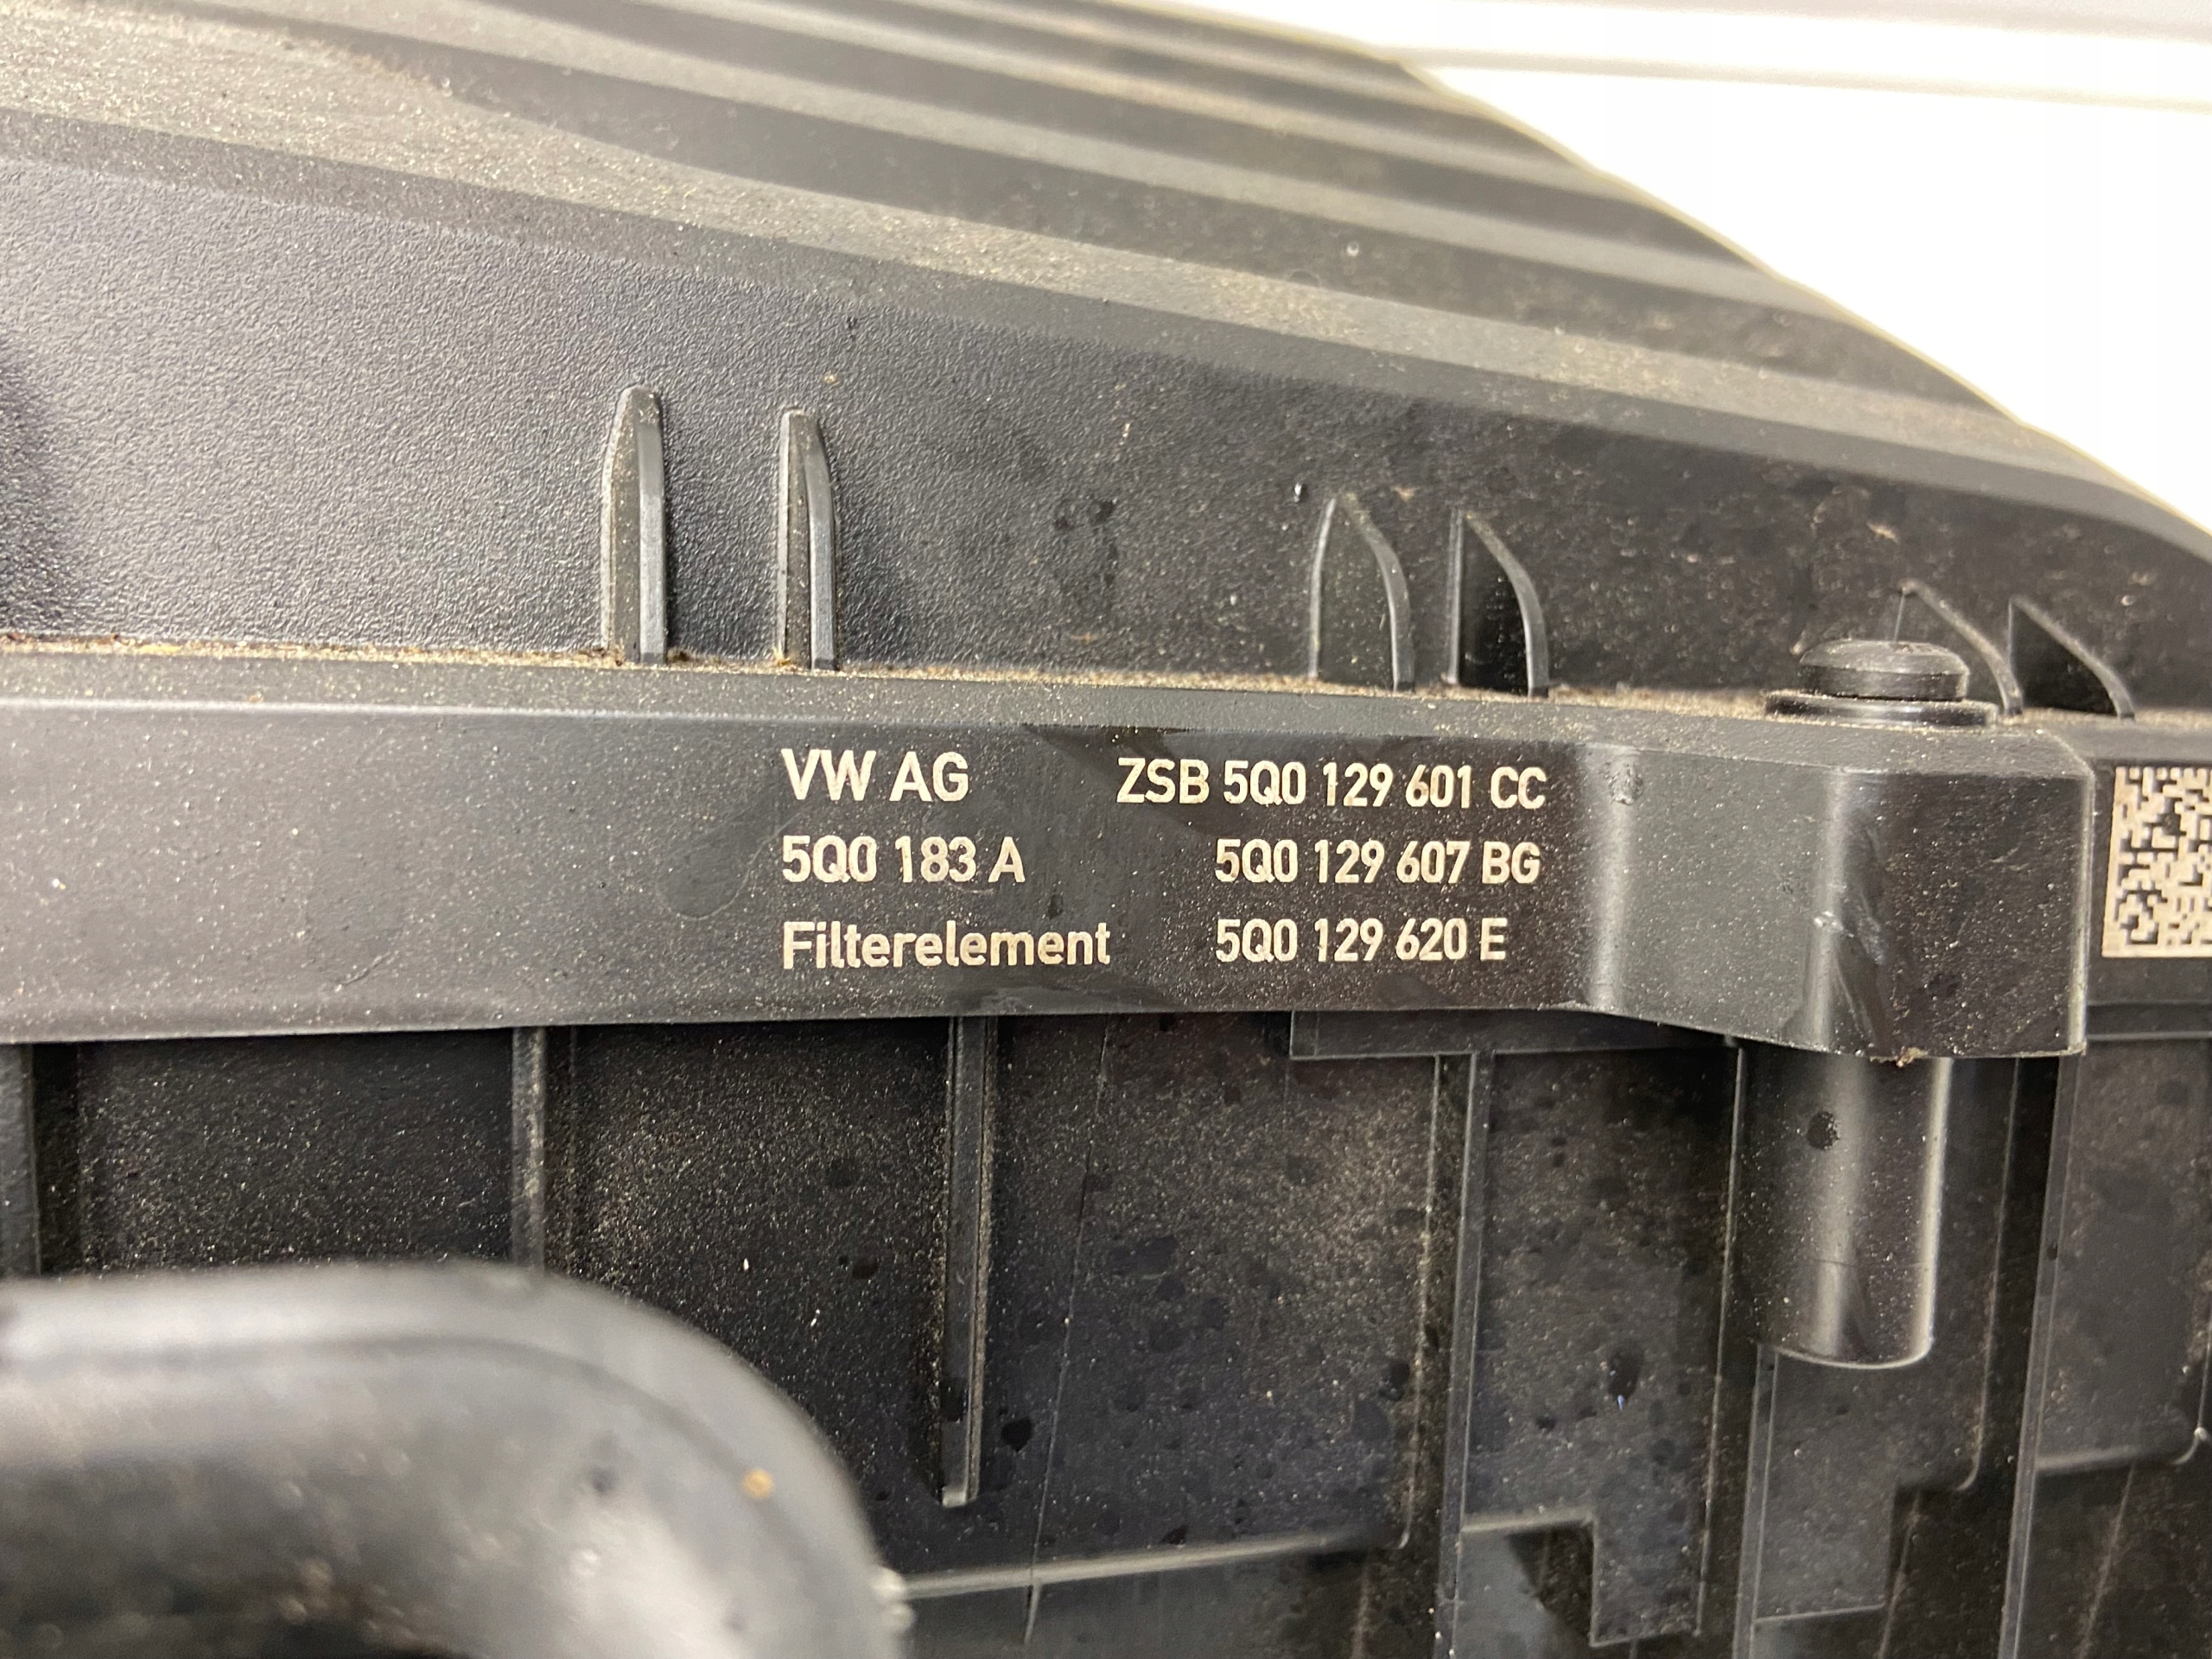 VW AG ZSB 5Q0 129 601 CC
5Q0 183 A 5Q0 129 607 BG
Filterelement 5Q0 129 620 E